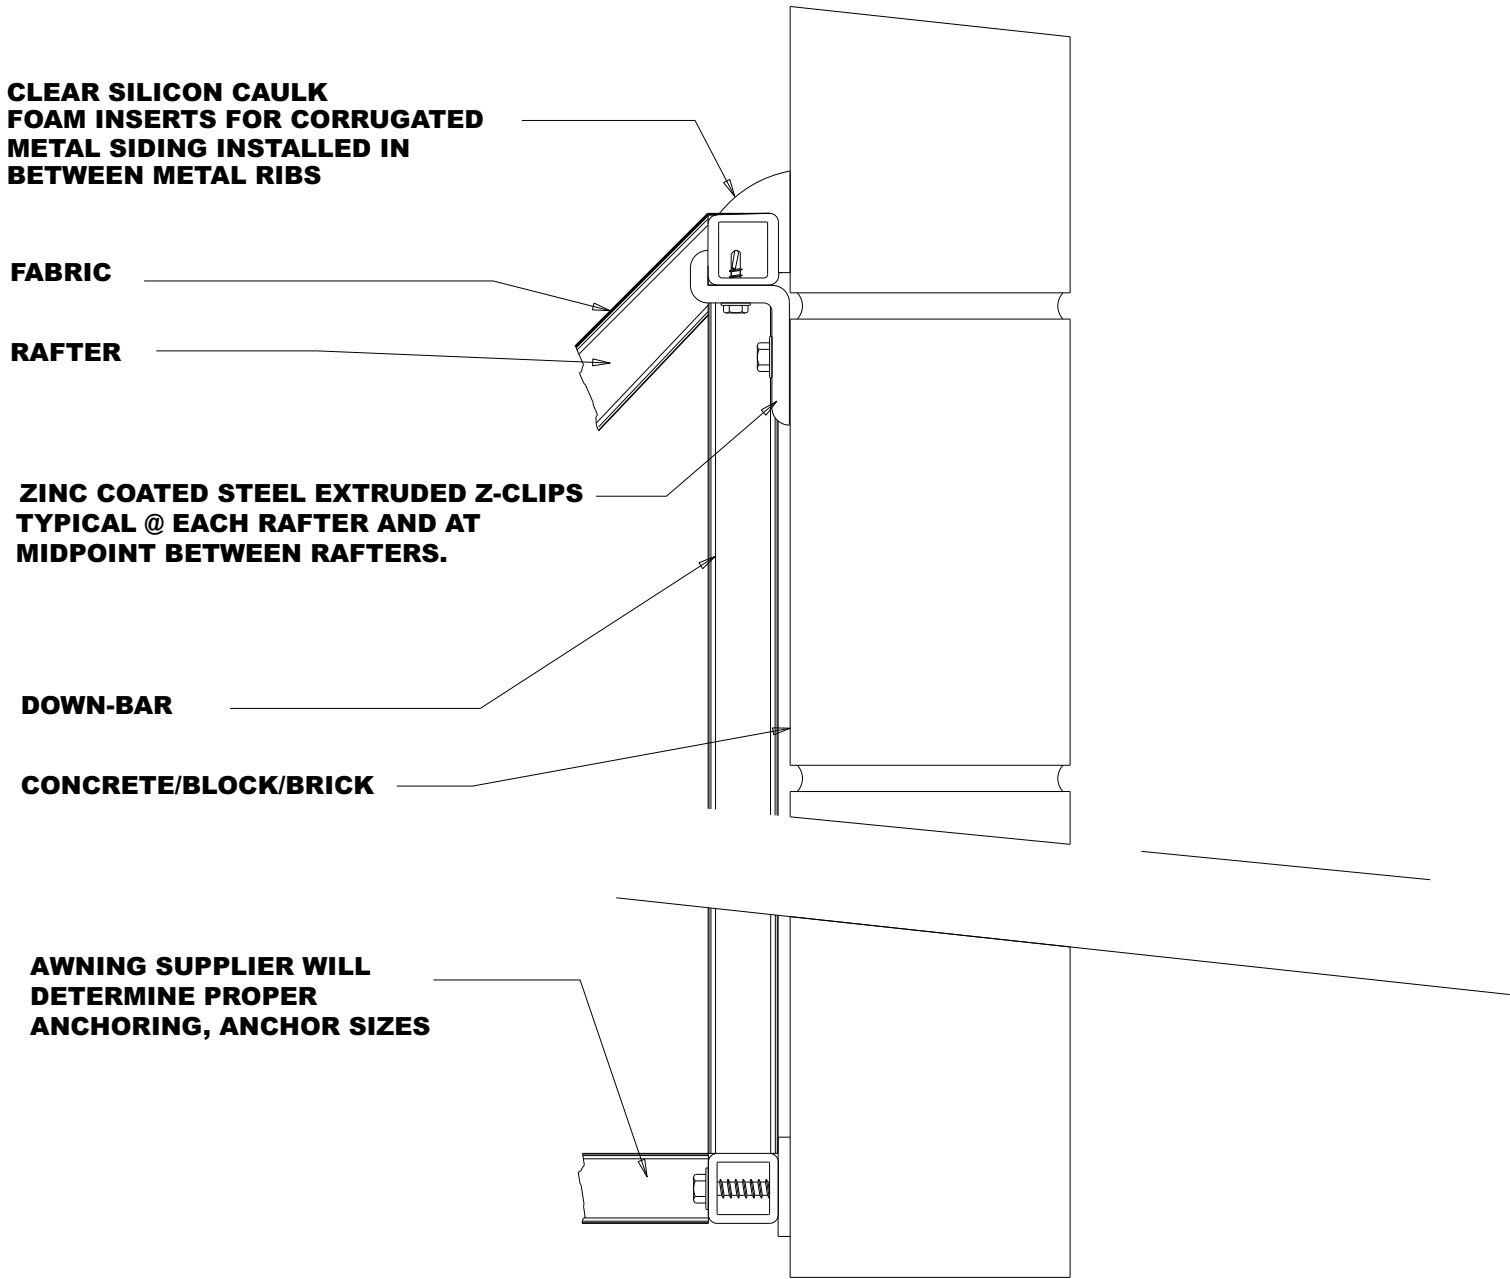 CLEAR SILICON CAULK
FOAM INSERTS FOR CORRUGATED
METAL SIDING INSTALLED IN
BETWEEN METAL RIBS
FABRIC
RAFTER
ZINC COATED STEEL EXTRUDED Z-CLIPS
TYPICAL @ EACH RAFTER AND AT
MIDPOINT BETWEEN RAFTERS.
DOWN-BAR
CONCRETE/BLOCK/BRICK
AWNING SUPPLIER WILL
DETERMINE PROPER
ANCHORING, ANCHOR SIZES